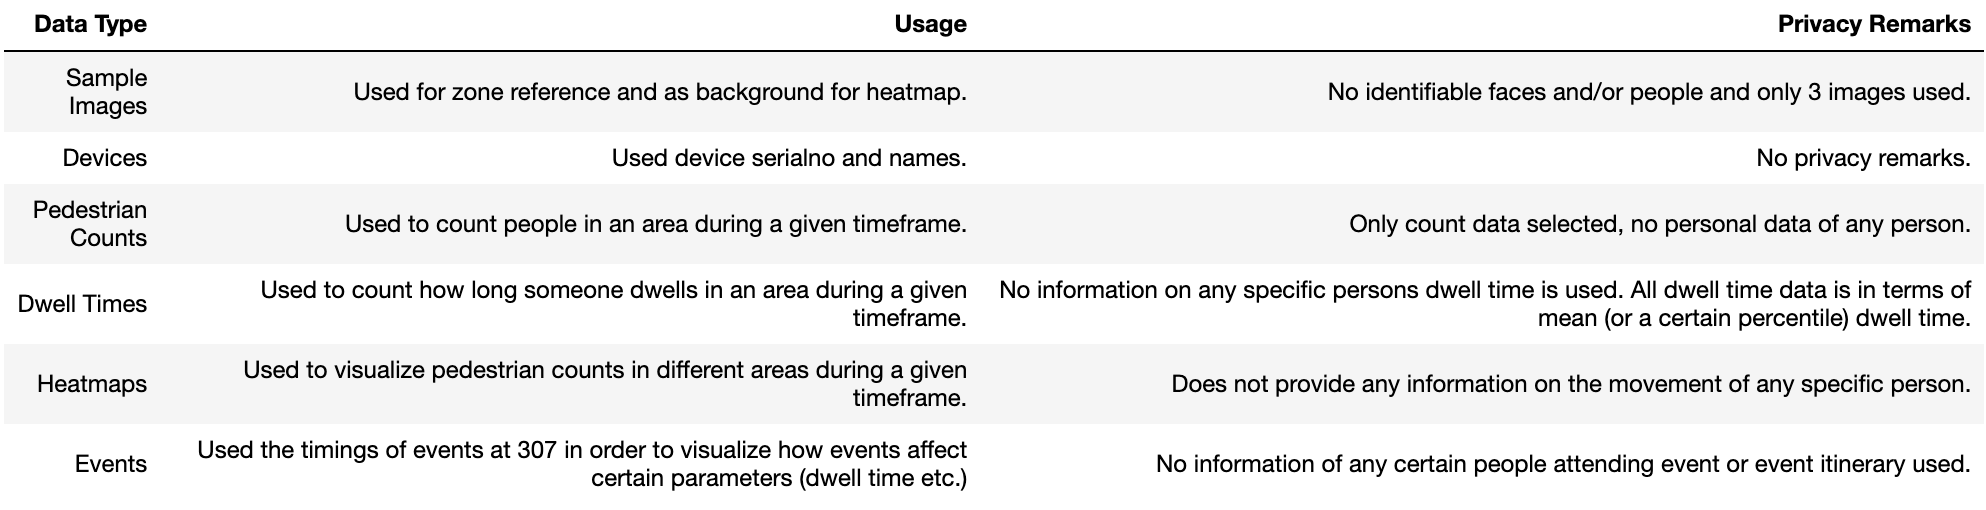 Data Type Usage Privacy Remarks
Sample
Images
Used for zone reference and as background for heatmap.
No identifiable faces and/or people and only 3 images used.
Devices
Used device serialno and names.
No privacy remarks.
Pedestrian
Counts
Used to count people in an area during a given timeframe.
Only count data selected, no personal data of any person.
Dwell Times
Used to count how long someone dwells in an area during a given
timeframe.
No information on any specific persons dwell time is used. All dwell time data is in terms of
mean (or a certain percentile) dwell time.
Heatmaps
Used to visualize pedestrian counts in different areas during a given
timeframe.
Does not provide any information on the movement of any specific person.
Events
Used the timings of events at 307 in order to visualize how events affect
certain parameters (dwell time etc.)
No information of any certain people attending event or event itinerary used.